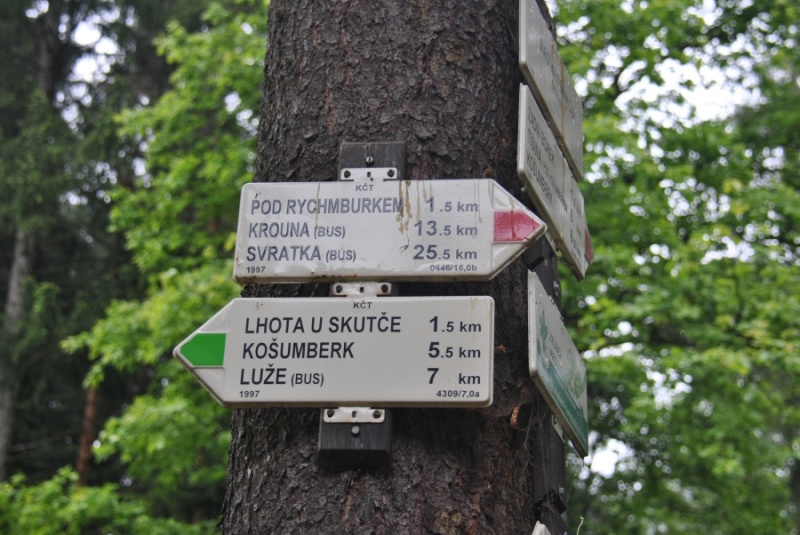 KČT
POD RYCHMBURKEM 1.5 km
KROUNA (BUS) 13.5 km
SVRATKA (BUS) 25.5 km
1997 0446/16,0b
KČT
LHOTA U SKUTČE 1.5 km
KOŠUMBERK 5.5 km
LUŽE (BUS) 7 km
1997 4309/7,0a